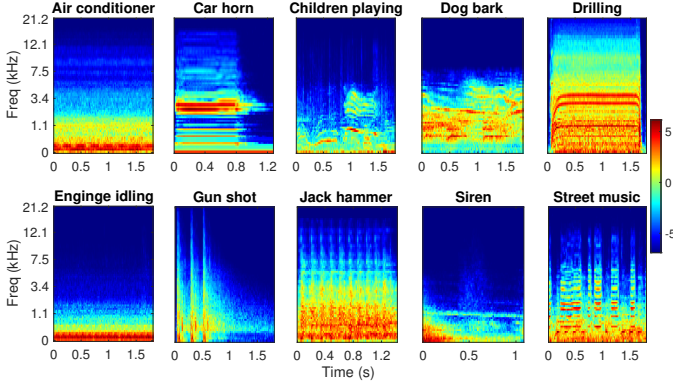 Air conditioner Car horn Children playing Dog bark Drilling
Freq (kHz)
21.2
12.1
7.5
3.4
1.1
0
0 0.5 1 1.5 0 0.4 0.8 1.2 0 0.5 1 1.5 0 0.5 1 1.5 0 0.5 1 1.5
Enginge idling Gun shot Jack hammer Siren Street music
Freq (kHz)
21.2
12.1
7.5
3.4
1.1
0
0 0.5 1 1.5 0 0.5 1 1.5 0 0.4 0.8 1.2 0 0.5 1 0 0.5 1 1.5
Time (s)
5
0
-5